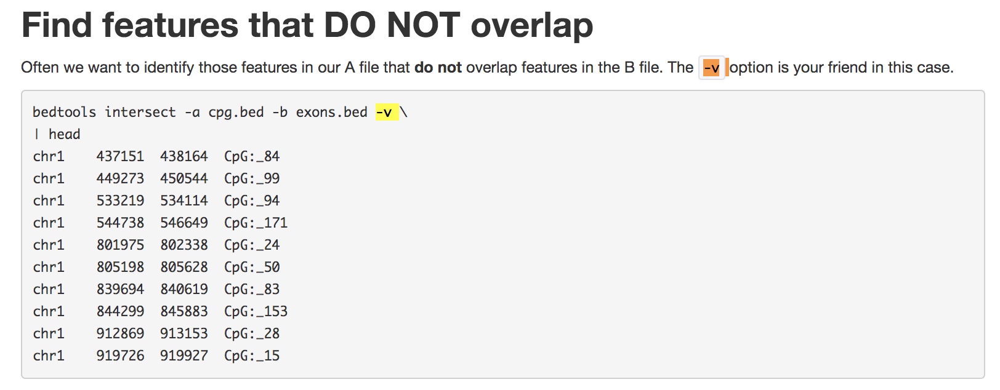 Find features that DO NOT overlap
Often we want to identify those features in our A file that do not overlap features in the B file. The -v option is your friend in this case.
bedtools intersect -a cpg.bed -b exons.bed -v \
| head
chr1    437151  438164  CpG:_84
chr1    449273  450544  CpG:_99
chr1    533219  534114  CpG:_94
chr1    544738  546649  CpG:_171
chr1    801975  802338  CpG:_24
chr1    805198  805628  CpG:_50
chr1    839694  840619  CpG:_83
chr1    844299  845883  CpG:_153
chr1    912869  913153  CpG:_28
chr1    919726  919927  CpG:_15